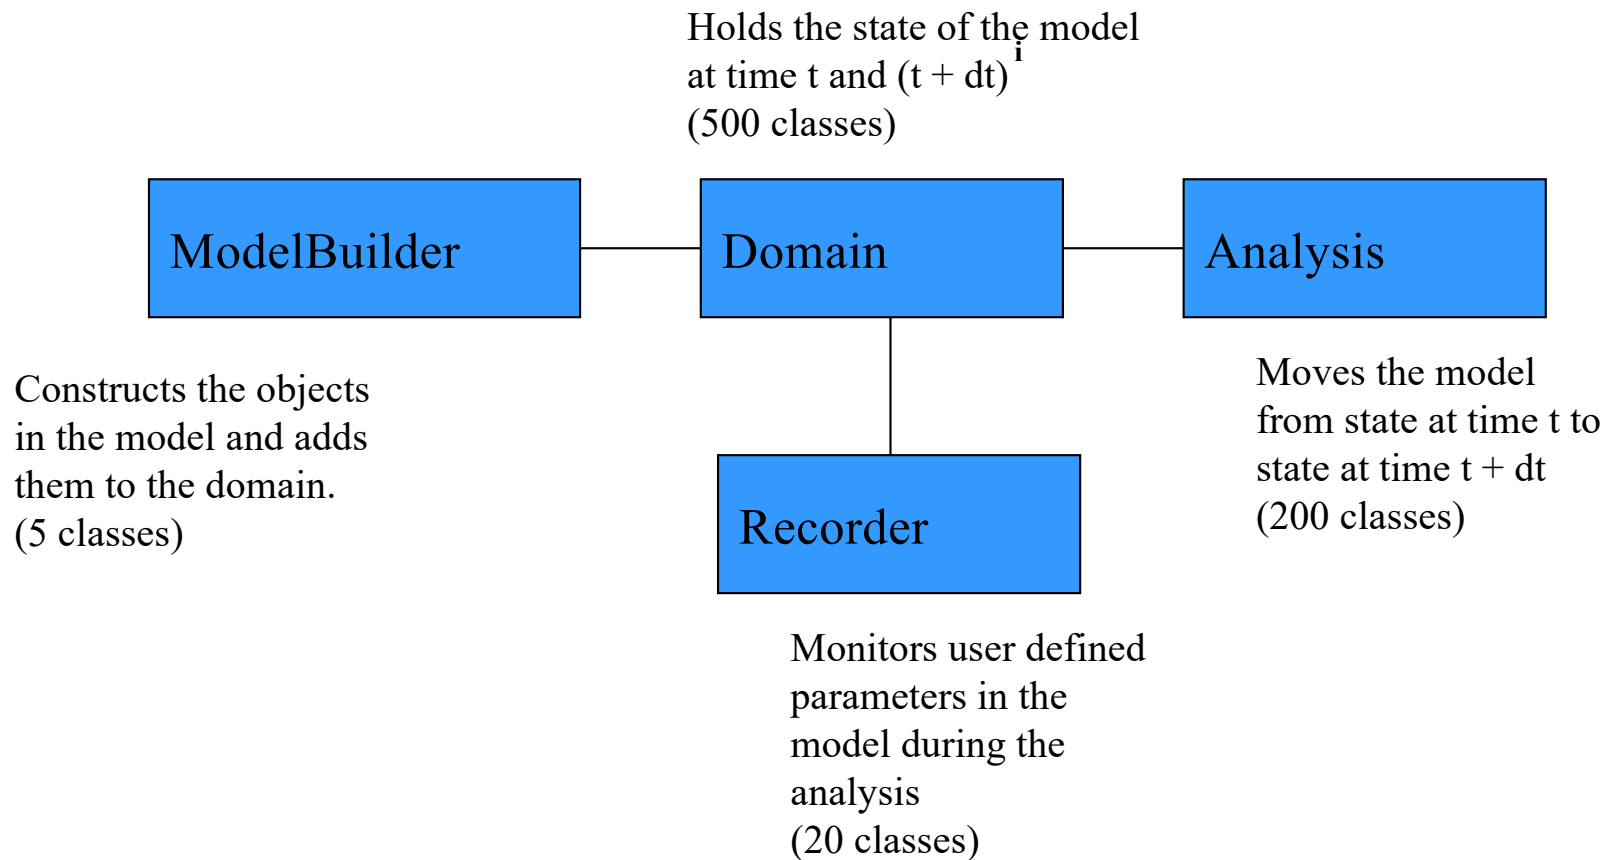 Holds the state of the model
at time t and (t + dt)^i
(500 classes)
ModelBuilder
Domain
Analysis
Constructs the objects
in the model and adds
them to the domain.
(5 classes)
Moves the model
from state at time t to
state at time t + dt
(200 classes)
Recorder
Monitors user defined
parameters in the
model during the
analysis
(20 classes)